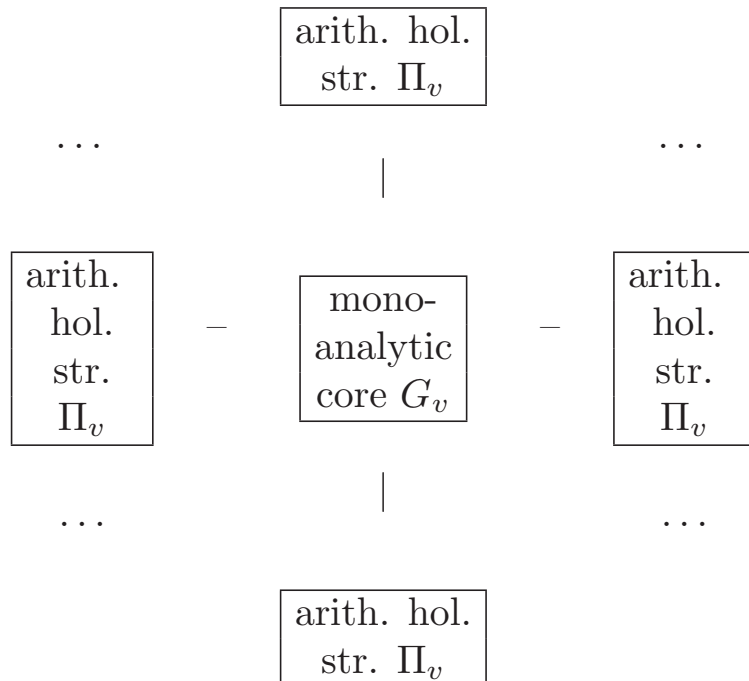 arith. hol.
str. Π_v
. . .
. . .
|
arith.
hol.
str.
Π_v
–
mono-
analytic
core G_v
–
arith.
hol.
str.
Π_v
|
. . .
. . .
arith. hol.
str. Π_v